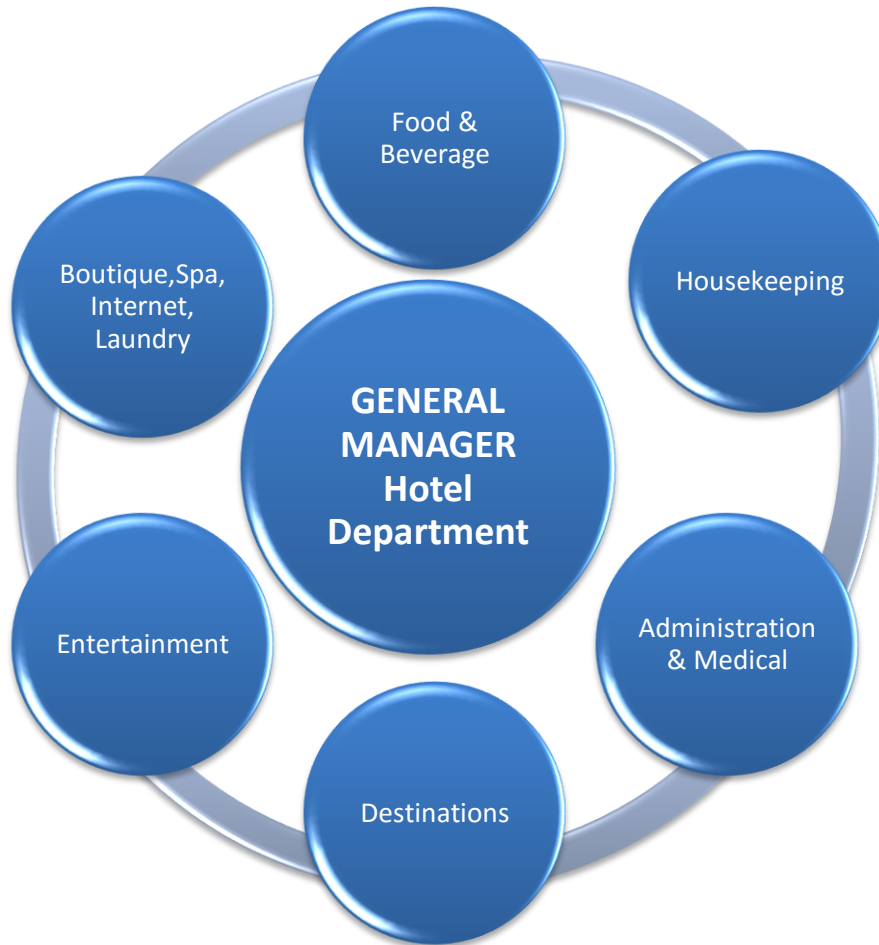 Food &
Beverage
Housekeeping
Boutique,Spa,
Internet,
Laundry
GENERAL
MANAGER
Hotel
Department
Administration
& Medical
Entertainment
Destinations